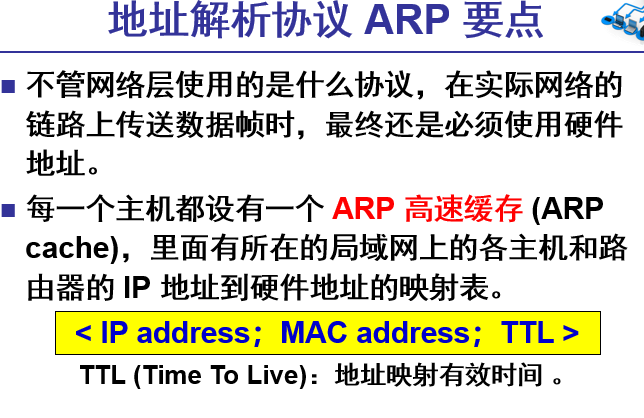 地址解析协议 ARP 要点
不管网络层使用的是什么协议，在实际网络的
链路上传送数据帧时，最终还是必须使用硬件
地址。
每一个主机都设有一个 ARP 高速缓存 (ARP
cache)，里面有所在的局域网上的各主机和路
由器的 IP 地址到硬件地址的映射表。
< IP address；MAC address；TTL >
TTL (Time To Live)：地址映射有效时间 。